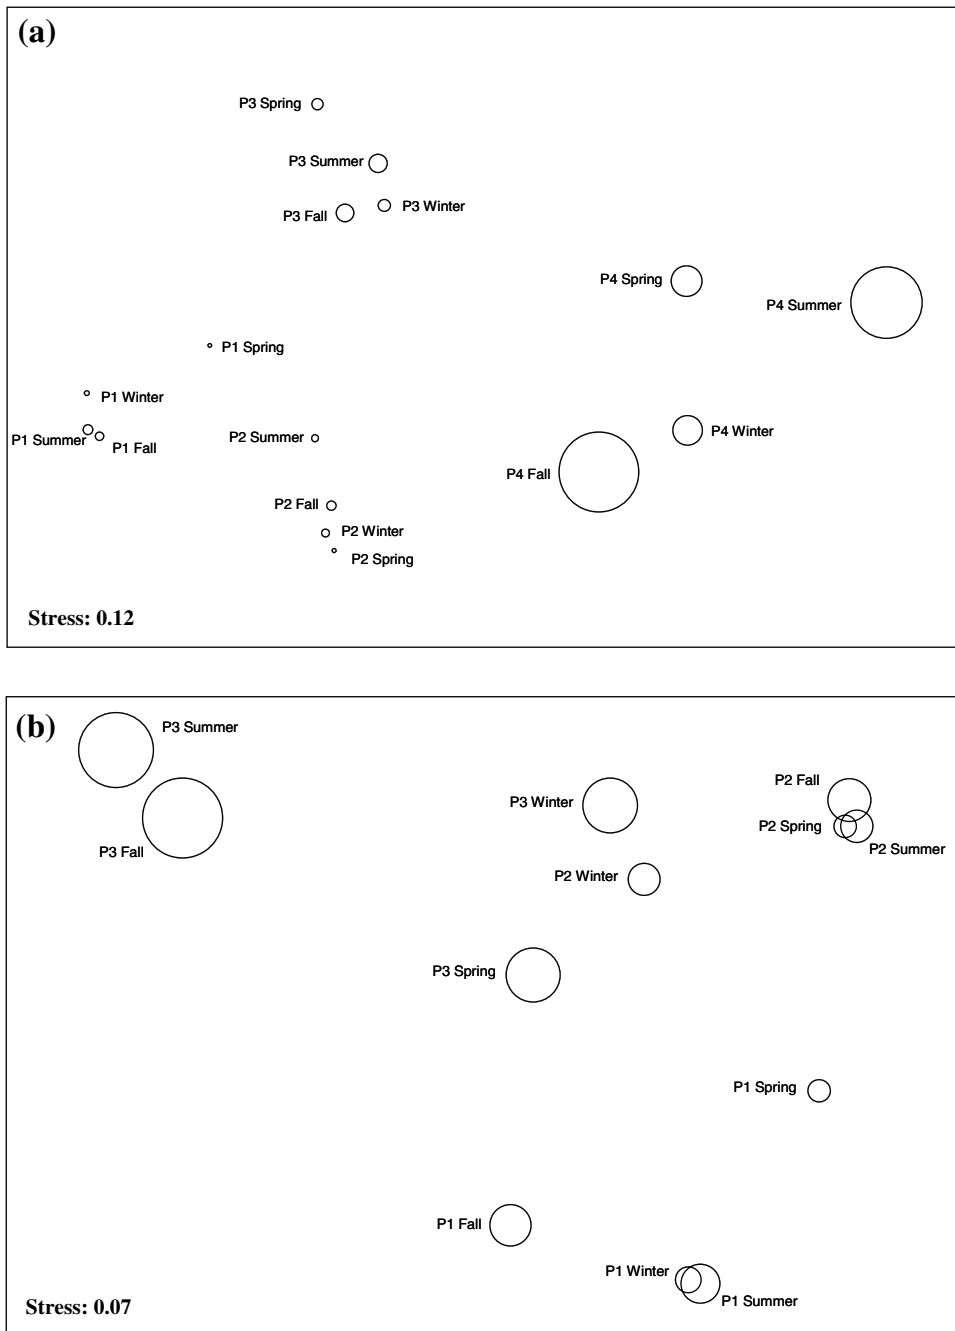 (a)
P3 Spring
P3 Summer
P3 Fall
P3 Winter
P4 Spring
P4 Summer
P1 Spring
P1 Winter
P1 Summer
P1 Fall
P2 Summer
P4 Winter
P4 Fall
P2 Fall
P2 Winter
P2 Spring
Stress: 0.12
(b)
P3 Summer
P3 Fall
P3 Winter
P2 Fall
P2 Spring
P2 Summer
P2 Winter
P3 Spring
P1 Spring
P1 Fall
P1 Winter
P1 Summer
Stress: 0.07